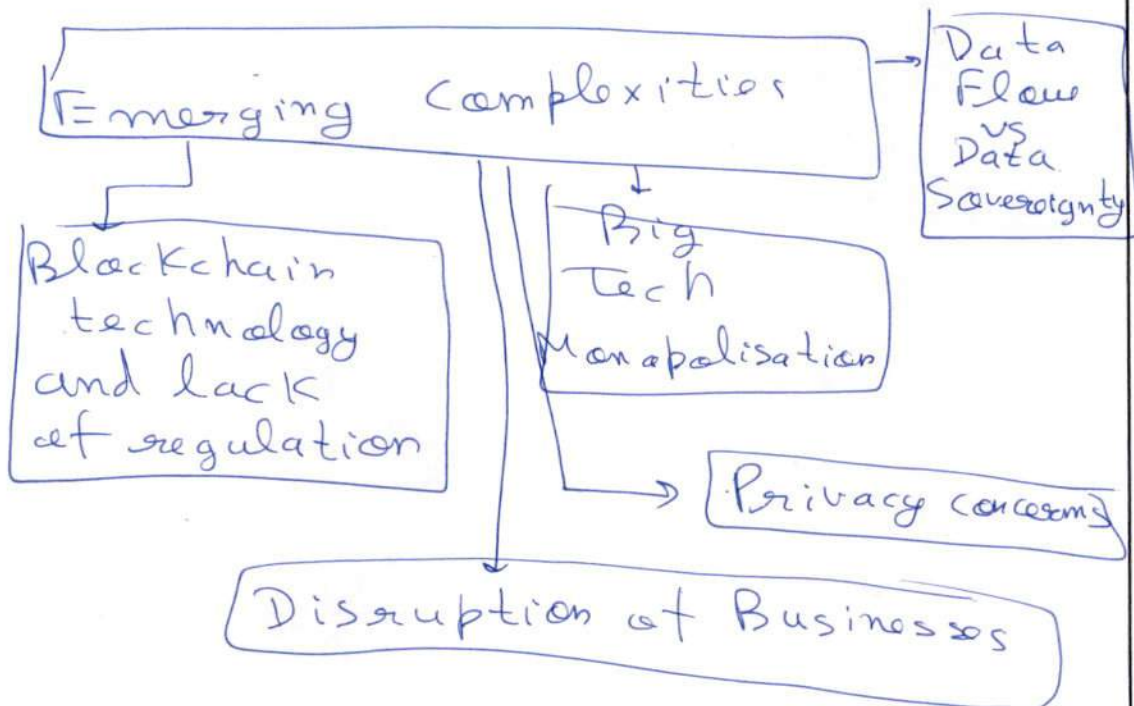 Emerging Complexities
Data
Flow
vs
Data
Sovereignty
Blockchain
technology
and lack
of regulation
Big
Tech
Monopolisation
Privacy concerns
Disruption of Businesses